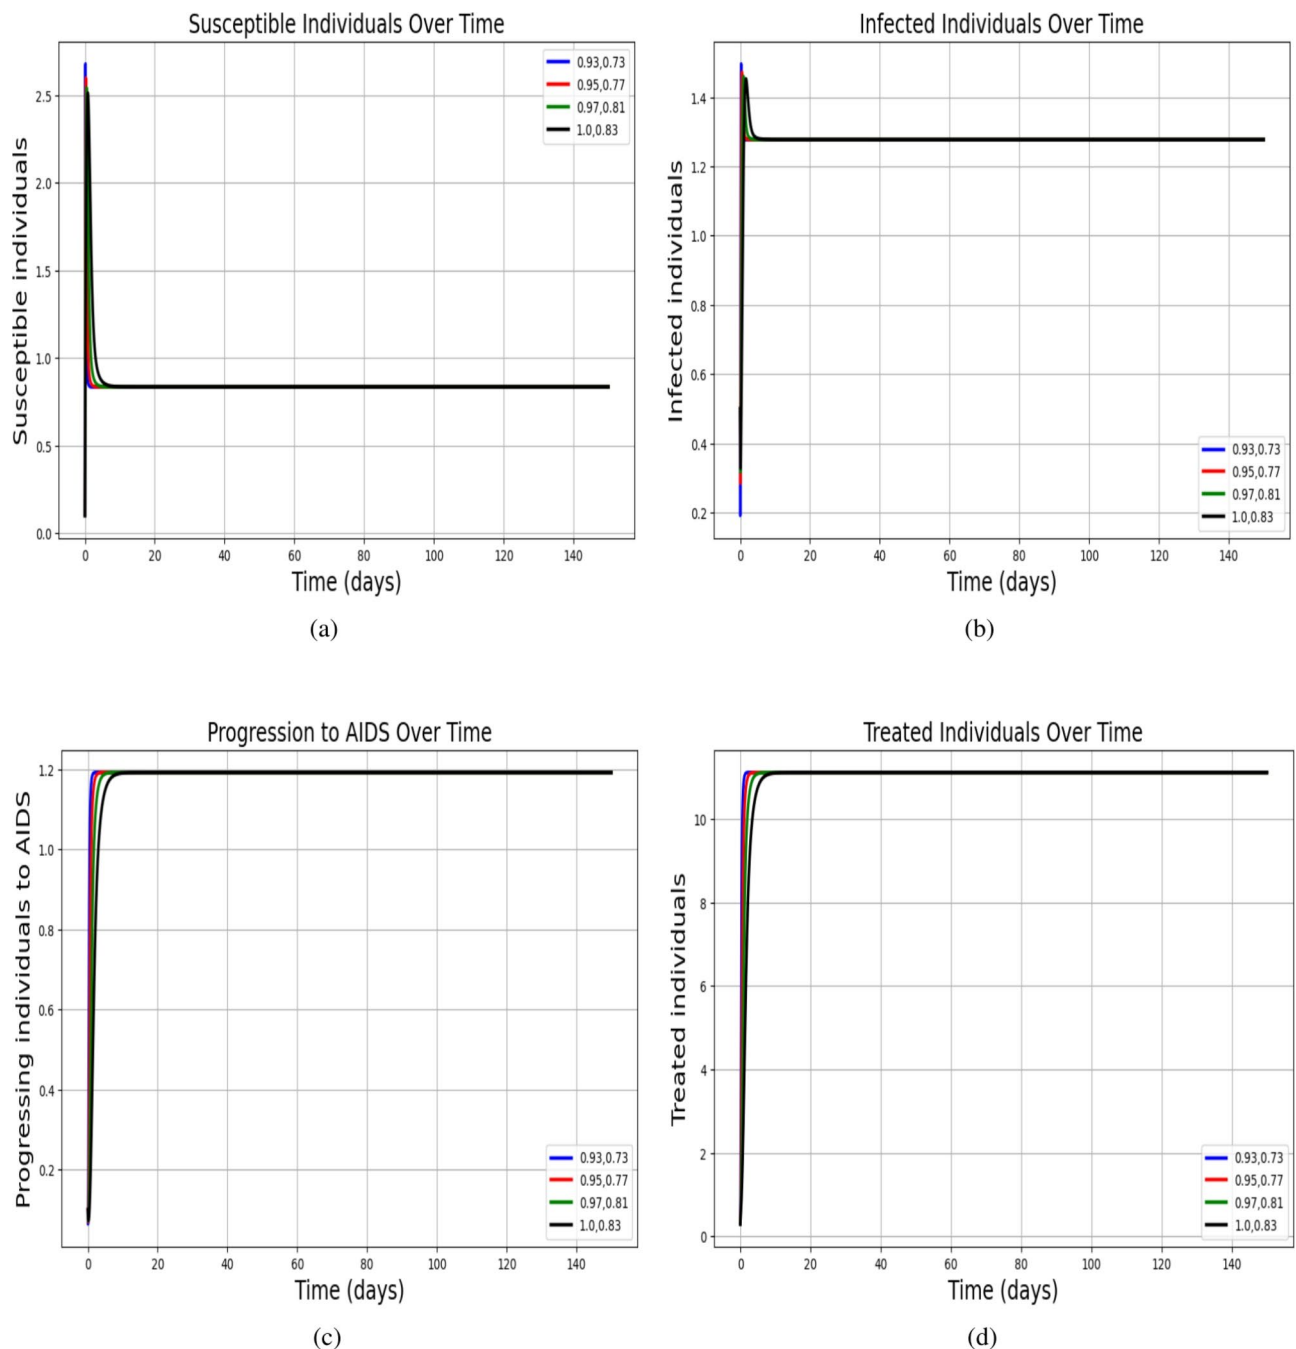 Susceptible Individuals Over Time
Susceptible individuals
2.5
2.0
1.5
1.0
0.5
0.0
0.93,0.73
0.95,0.77
0.97,0.81
1.0,0.83
0 20 40 60 80 100 120 140
Time (days)
(a)
Infected Individuals Over Time
Infected individuals
1.4
1.2
1.0
0.8
0.6
0.4
0.2
0.93,0.73
0.95,0.77
0.97,0.81
1.0,0.83
0 20 40 60 80 100 120 140
Time (days)
(b)
Progression to AIDS Over Time
Progressing individuals to AIDS
1.2
1.0
0.8
0.6
0.4
0.2
0.93,0.73
0.95,0.77
0.97,0.81
1.0,0.83
0 20 40 60 80 100 120 140
Time (days)
(c)
Treated Individuals Over Time
Treated individuals
10
8
6
4
2
0
0.93,0.73
0.95,0.77
0.97,0.81
1.0,0.83
0 20 40 60 80 100 120 140
Time (days)
(d)